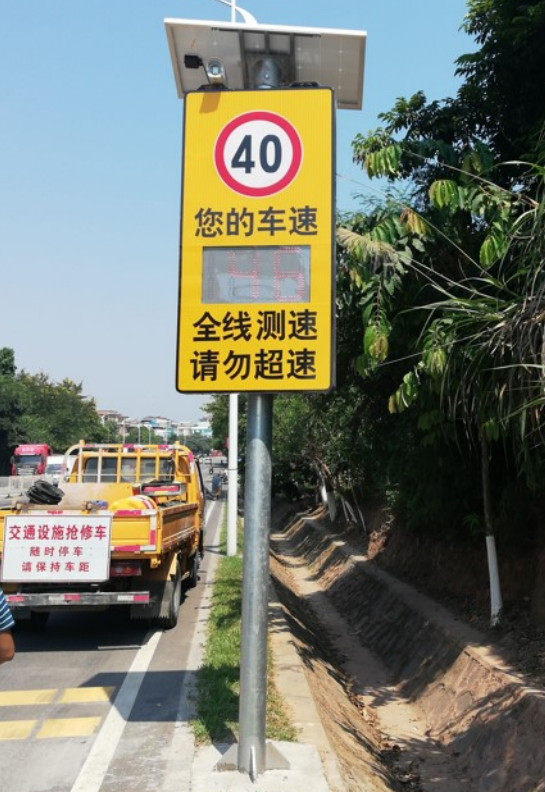 40
您的车速
全线测速
请勿超速
交通设施抢修车
随时停车
请保持车距